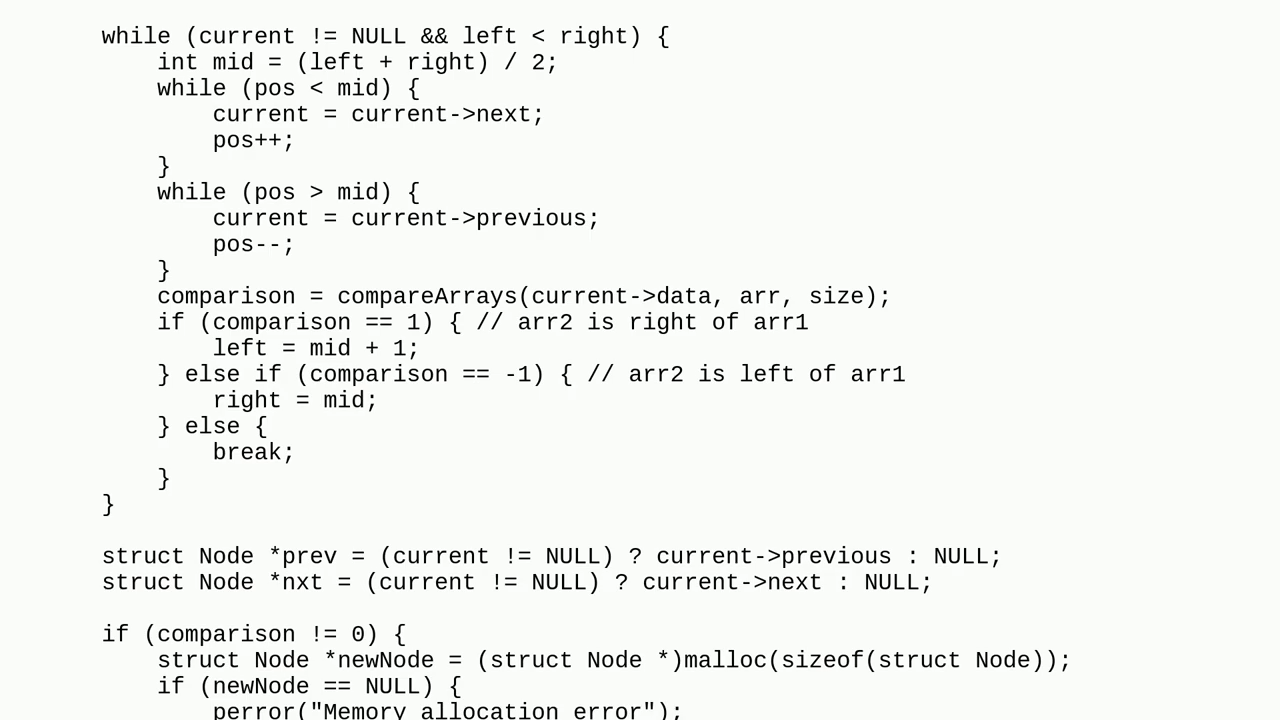 while (current != NULL && left < right) {
    int mid = (left + right) / 2;
    while (pos < mid) {
        current = current->next;
        pos++;
    }
    while (pos > mid) {
        current = current->previous;
        pos--;
    }
    comparison = compareArrays(current->data, arr, size);
    if (comparison == 1) { // arr2 is right of arr1
        left = mid + 1;
    } else if (comparison == -1) { // arr2 is left of arr1
        right = mid;
    } else {
        break;
    }
}

struct Node *prev = (current != NULL) ? current->previous : NULL;
struct Node *nxt = (current != NULL) ? current->next : NULL;

if (comparison != 0) {
    struct Node *newNode = (struct Node *)malloc(sizeof(struct Node));
    if (newNode == NULL) {
        perror("Memory allocation error");